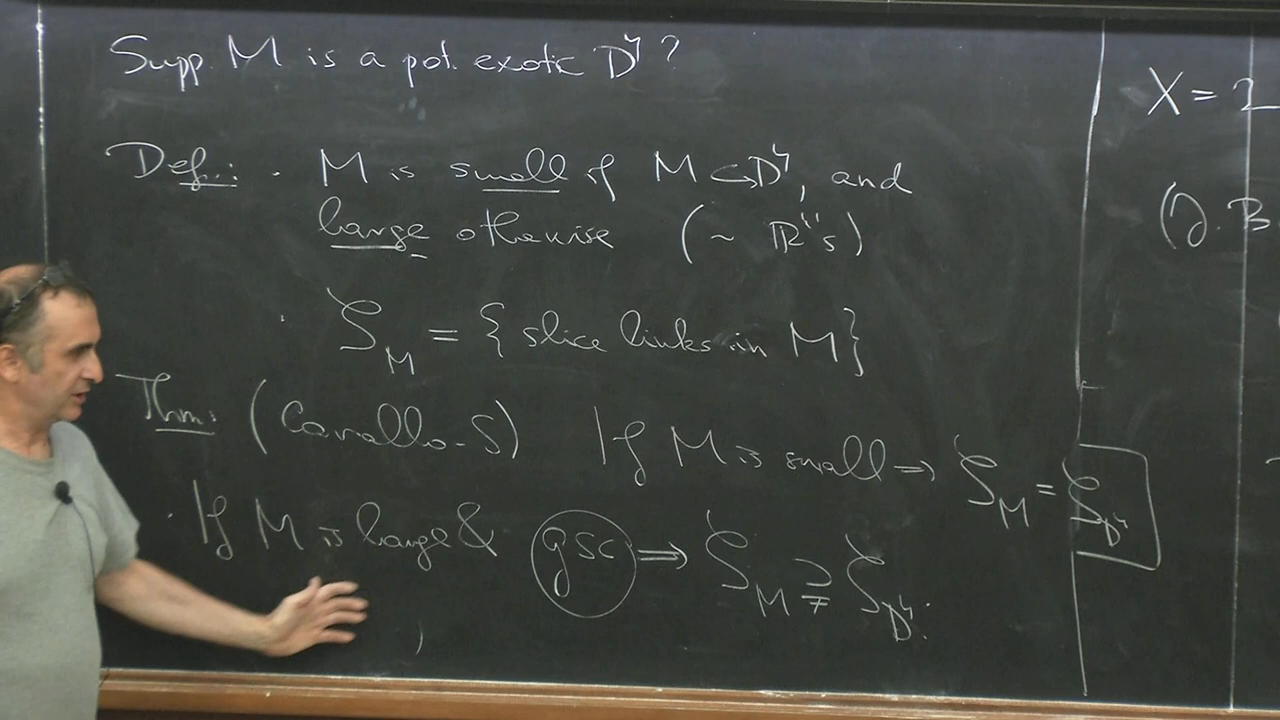 Supp. M is a pot. exotic D⁴?
Def.: · M is small if M ↪ D⁴, and
large otherwise (~ ℝ⁴'s)
· S_M = { slice links in M }
Thm: (Cavallo-S) If M is small ⇒ S_M = S_D⁴
· If M is large & gsc ⇒ S_M ⊋ S_D⁴.
X = 2
(J. B